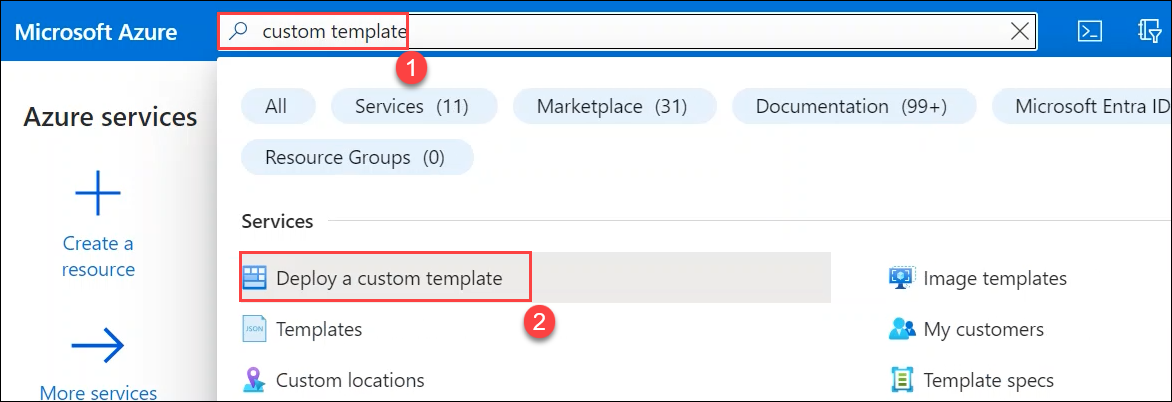 Microsoft Azure
custom template
1
All
Services (11)
Marketplace (31)
Documentation (99+)
Microsoft Entra ID
Resource Groups (0)
Azure services
Create a
resource
More services
Services
Deploy a custom template
2
Image templates
JSON
Templates
My customers
Custom locations
Template specs